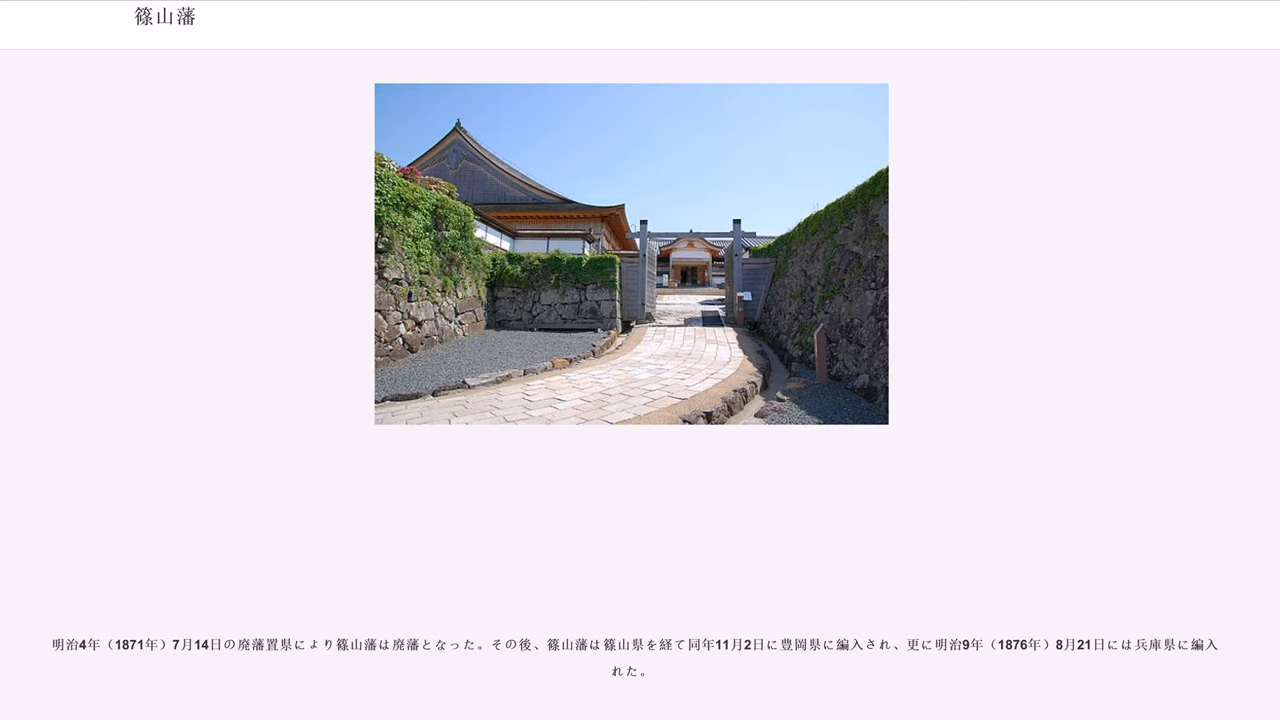 篠山藩
明治4年（1871年）7月14日の廃藩置県により篠山藩は廃藩となった。その後、篠山藩は篠山県を経て同年11月2日に豊岡県に編入され、更に明治9年（1876年）8月21日には兵庫県に編入
れた。